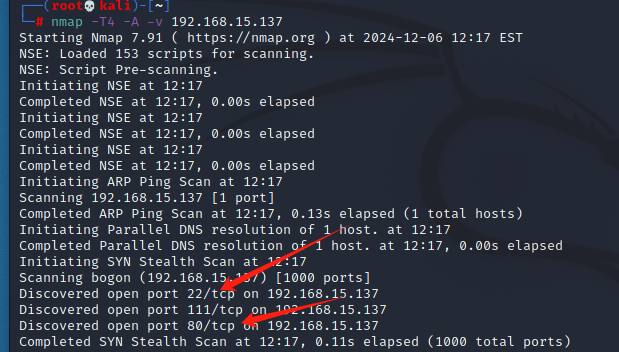 (root💀kali)-[~]
# nmap -T4 -A -v 192.168.15.137
Starting Nmap 7.91 ( https://nmap.org ) at 2024-12-06 12:17 EST
NSE: Loaded 153 scripts for scanning.
NSE: Script Pre-scanning.
Initiating NSE at 12:17
Completed NSE at 12:17, 0.00s elapsed
Initiating NSE at 12:17
Completed NSE at 12:17, 0.00s elapsed
Initiating NSE at 12:17
Completed NSE at 12:17, 0.00s elapsed
Initiating ARP Ping Scan at 12:17
Scanning 192.168.15.137 [1 port]
Completed ARP Ping Scan at 12:17, 0.13s elapsed (1 total hosts)
Initiating Parallel DNS resolution of 1 host. at 12:17
Completed Parallel DNS resolution of 1 host. at 12:17, 0.00s elapsed
Initiating SYN Stealth Scan at 12:17
Scanning bogon (192.168.15.137) [1000 ports]
Discovered open port 22/tcp on 192.168.15.137
Discovered open port 111/tcp on 192.168.15.137
Discovered open port 80/tcp on 192.168.15.137
Completed SYN Stealth Scan at 12:17, 0.11s elapsed (1000 total ports)